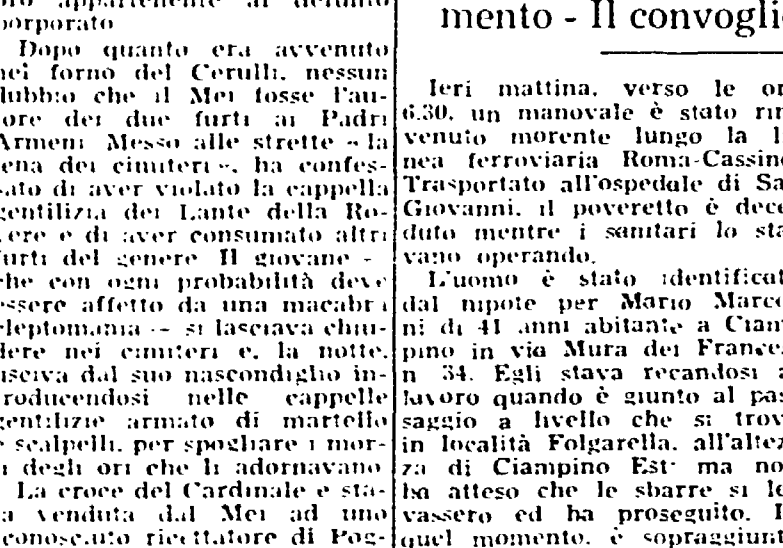 appartenente al defunto
porporato
Dopo quanto era avvenuto
nel forno del Cerulli, nessun
dubbio che il Mei fosse l'au-
ore dei due furti ai Padri
Armeni Messo alle strette « la
ena dei cimiteri », ha confes-
sato di aver violato la cappella
gentilizia dei Lante della Ro-
ere e di aver consumato altri
furti del genere Il giovane -
che con ogni probabilità deve
essere affetto da una macabra
cleptomania -- si lasciava chiu-
dere nei cimiteri e, la notte,
usciva dal suo nascondiglio in-
roducendosi nelle cappelle
gentilizie armato di martello
e scalpelli, per spogliare i mor-
i degli ori che li adornavano
La croce del Cardinale e sta-
a venduta dal Mei ad uno
conosciuto ricettatore di Pog-
mento - Il convogli
Ieri mattina, verso le or
6.30, un manovale è stato rin
venuto morente lungo la li
nea ferroviaria Roma-Cassino
Trasportato all'ospedale di Sa
Giovanni, il poveretto è dece
duto mentre i sanitari lo sta
vano operando.
L'uomo è stato identificat
dal nipote per Mario Marco
ni di 41 anni abitante a Ciam
pino in via Mura dei France
n 34. Egli stava recandosi a
lavoro quando è giunto al pas
saggio a livello che si trov
in località Folgarella, all'altez
za di Ciampino Est· ma no
ha atteso che le sbarre si le
vassero ed ha proseguito. I
quel momento, è sopraggiun